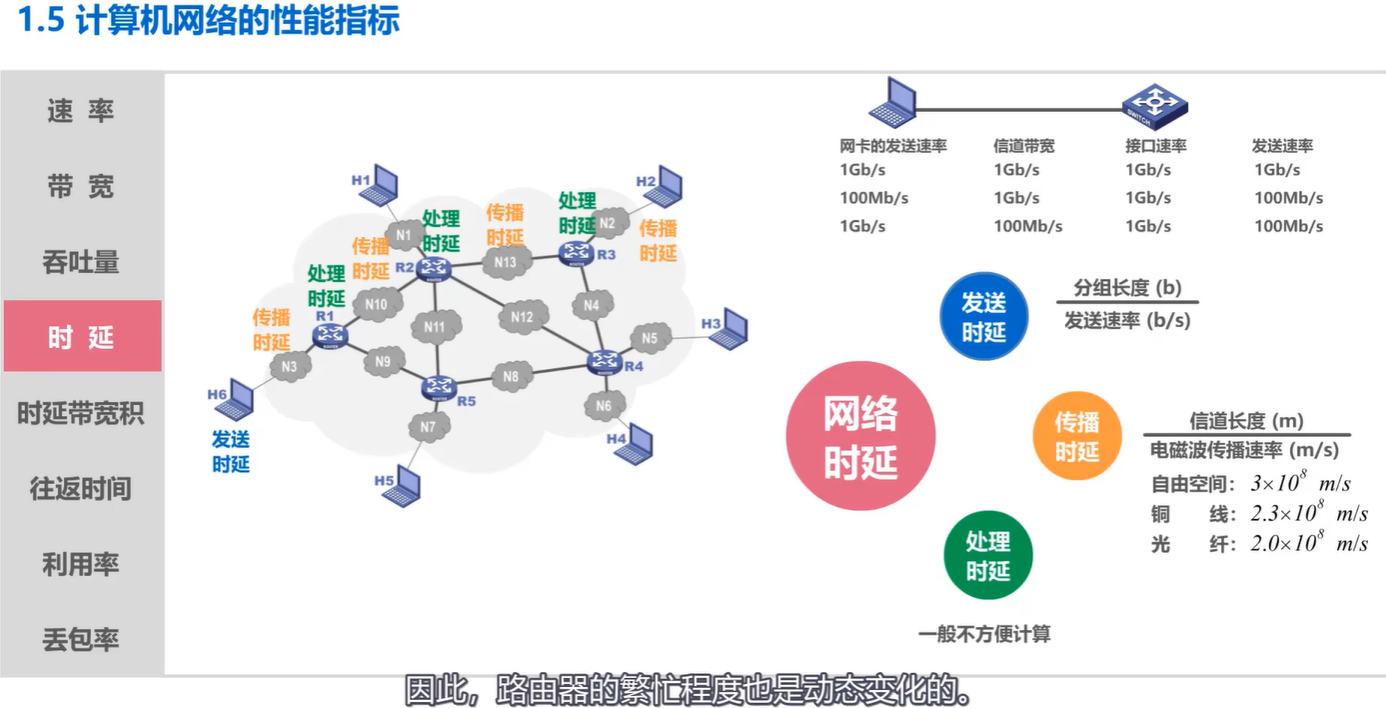 1.5 计算机网络的性能指标
速 率
带 宽
吞吐量
时 延
时延带宽积
往返时间
利用率
丢包率
H1
H2
处理
时延
传播
时延
处理
时延
传播
时延
N1
N2
传播
时延
R2
N13
R3
处理
时延
R1
N10
N11
N12
N4
传播
时延
N3
N9
N5
H3
R4
N8
R5
H6
N7
N6
H4
H5
发送
时延
ROUTER
ROUTER
ROUTER
ROUTER
ROUTER
SWITCH
网卡的发送速率 信道带宽 接口速率 发送速率
1Gb/s 1Gb/s 1Gb/s 1Gb/s
100Mb/s 1Gb/s 1Gb/s 100Mb/s
1Gb/s 100Mb/s 1Gb/s 100Mb/s
发送
时延
分组长度 (b)
发送速率 (b/s)
网络
时延
传播
时延
信道长度 (m)
电磁波传播速率 (m/s)
自由空间： 3×10⁸ m/s
铜 线： 2.3×10⁸ m/s
光 纤： 2.0×10⁸ m/s
处理
时延
一般不方便计算
因此，路由器的繁忙程度也是动态变化的。